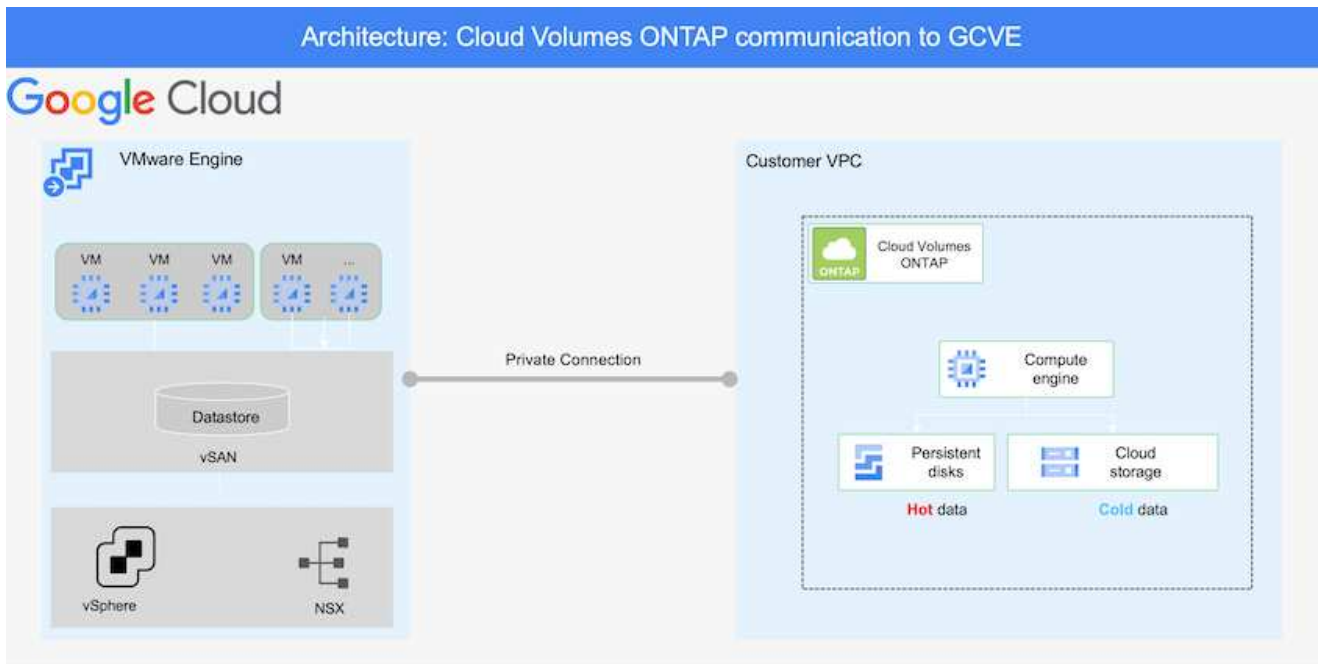 Architecture: Cloud Volumes ONTAP communication to GCVE
Google Cloud
VMware Engine
VM
VM
VM
VM
...
Datastore
vSAN
vSphere
NSX
Private Connection
Customer VPC
ONTAP
Cloud Volumes
ONTAP
Compute
engine
Persistent
disks
Hot data
Cloud
storage
Cold data